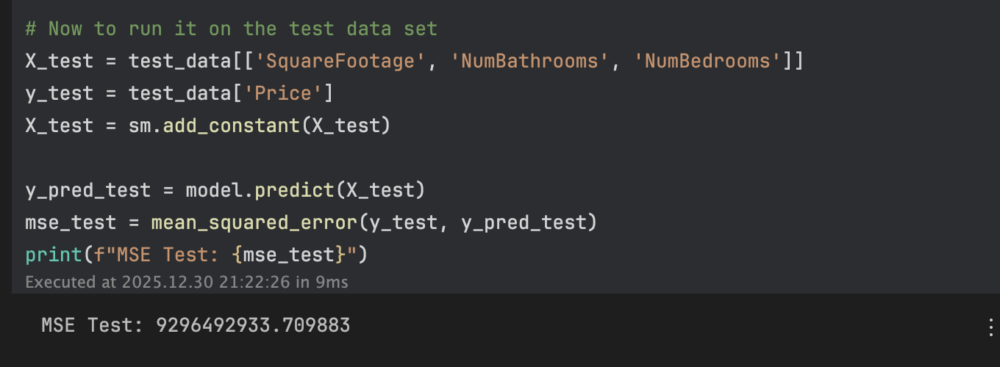 # Now to run it on the test data set
X_test = test_data[['SquareFootage', 'NumBathrooms', 'NumBedrooms']]
y_test = test_data['Price']
X_test = sm.add_constant(X_test)
y_pred_test = model.predict(X_test)
mse_test = mean_squared_error(y_test, y_pred_test)
print(f"MSE Test: {mse_test}")
Executed at 2025.12.30 21:22:26 in 9ms
MSE Test: 9296492933.709883